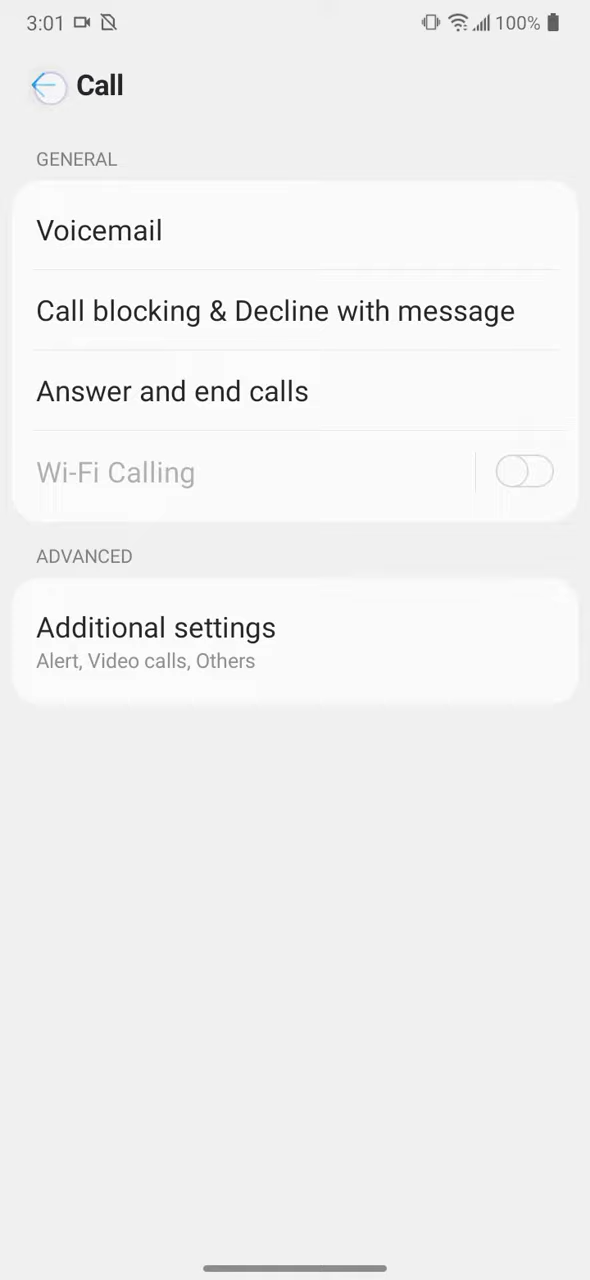 3:01 100%
Call
GENERAL
Voicemail
Call blocking & Decline with message
Answer and end calls
Wi-Fi Calling
ADVANCED
Additional settings
Alert, Video calls, Others